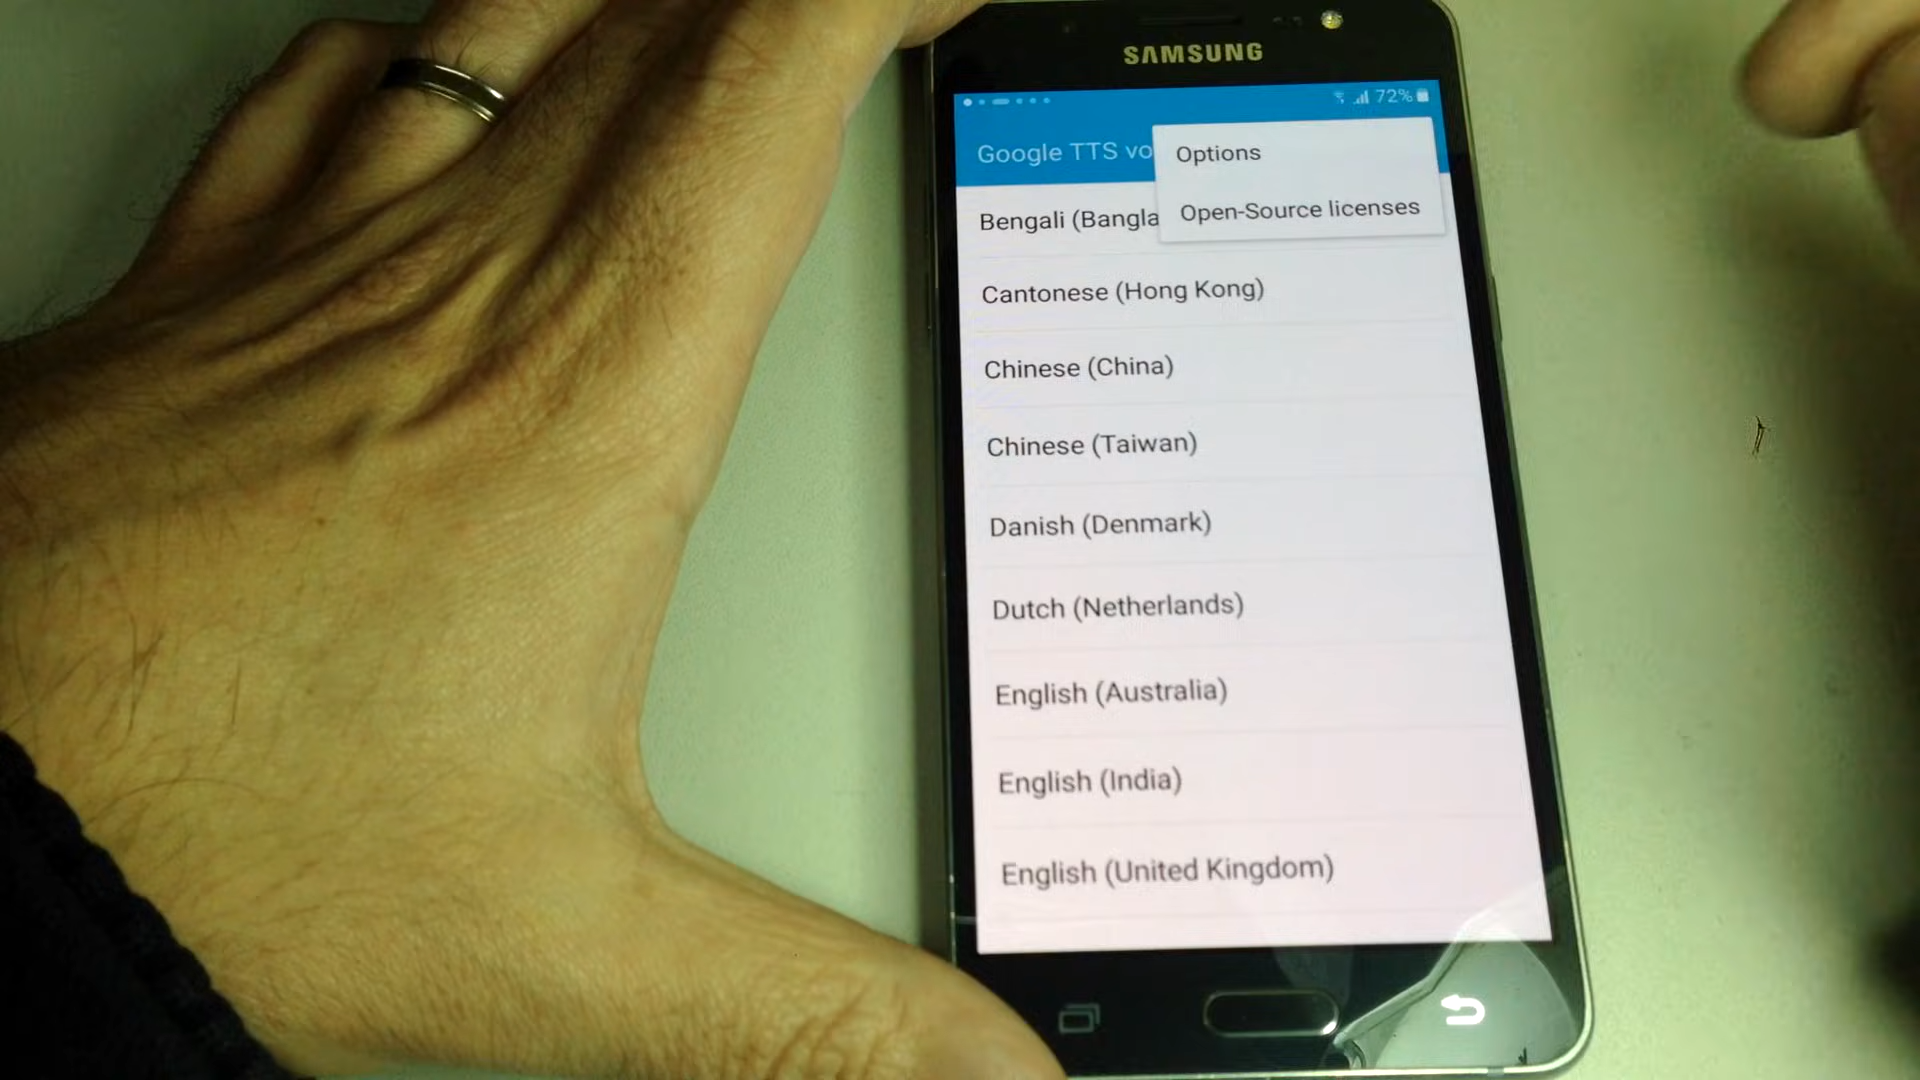 SAMSUNG
72%
Google TTS vo
Options
Open-Source licenses
Bengali (Bangla
Cantonese (Hong Kong)
Chinese (China)
Chinese (Taiwan)
Danish (Denmark)
Dutch (Netherlands)
English (Australia)
English (India)
English (United Kingdom)